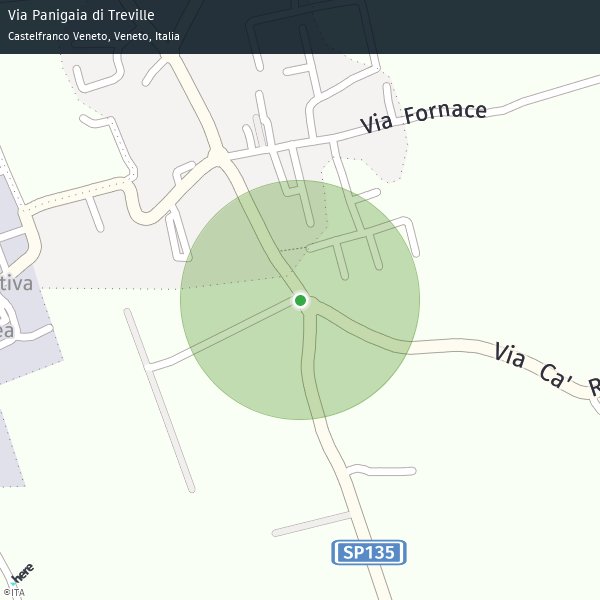 Via Panigaia di Treville
Castelfranco Veneto, Veneto, Italia
Via Fornace
tiva
ea
Via Ca' R
SP135
here
©ITA